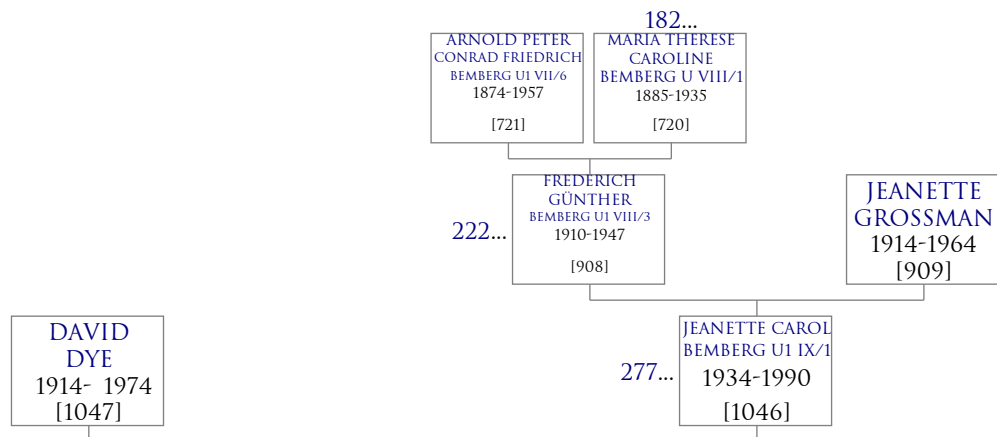 182...
ARNOLD PETER
CONRAD FRIEDRICH
BEMBERG U1 VII/6
1874-1957
[721]
MARIA THERESE
CAROLINE
BEMBERG U VIII/1
1885-1935
[720]
222...
FREDERICH
GÜNTHER
BEMBERG U1 VIII/3
1910-1947
[908]
JEANETTE
GROSSMAN
1914-1964
[909]
DAVID
DYE
1914- 1974
[1047]
277...
JEANETTE CAROL
BEMBERG U1 IX/1
1934-1990
[1046]